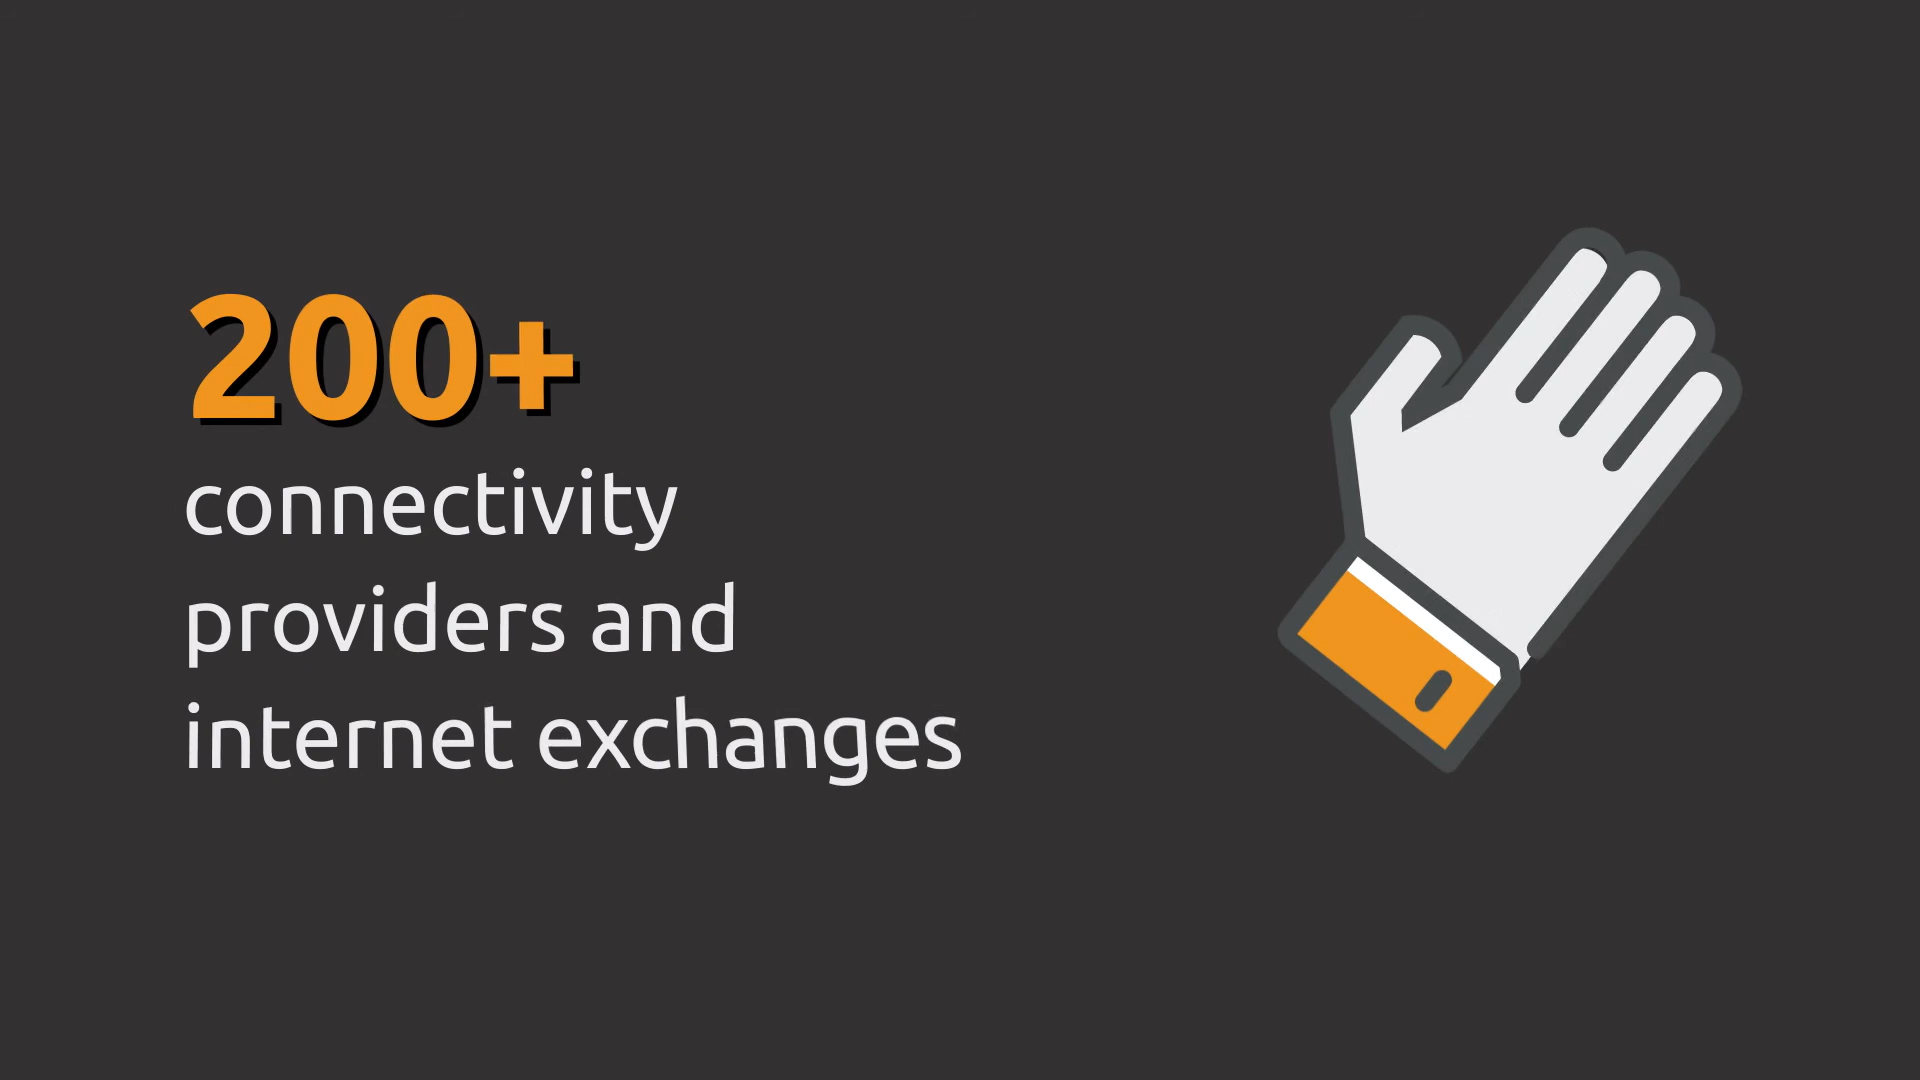 200+
connectivity
providers and
internet exchanges